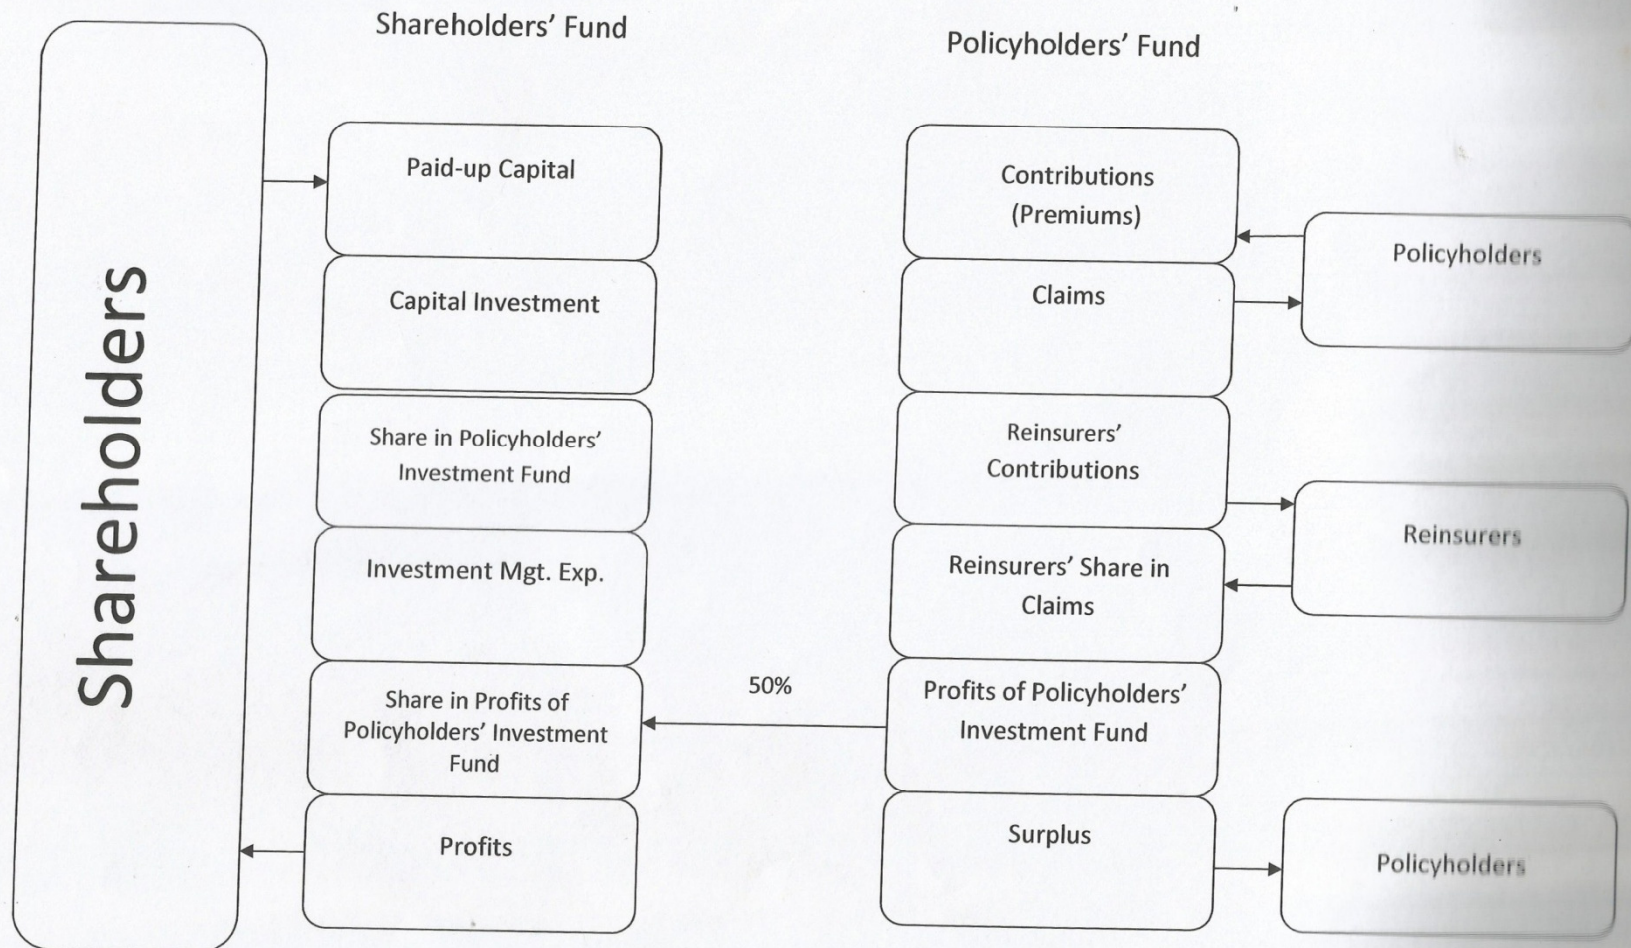 Shareholders' Fund
Policyholders' Fund
Shareholders
Paid-up Capital
Capital Investment
Share in Policyholders'
Investment Fund
Investment Mgt. Exp.
Share in Profits of
Policyholders' Investment
Fund
Profits
50%
Contributions
(Premiums)
Claims
Reinsurers'
Contributions
Reinsurers' Share in
Claims
Profits of Policyholders'
Investment Fund
Surplus
Policyholders
Reinsurers
Policyholders